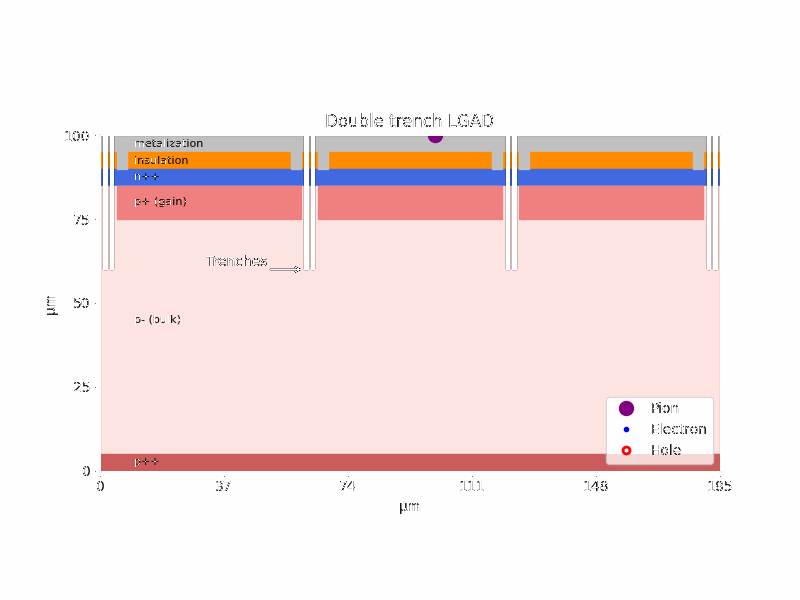 Double trench LGAD
100
metalization
insulation
n++
p+ (gain)
75
Trenches
50
µm
p- (bulk)
25
Pion
Electron
Hole
p++
0
0 37 74 111 148 185
µm